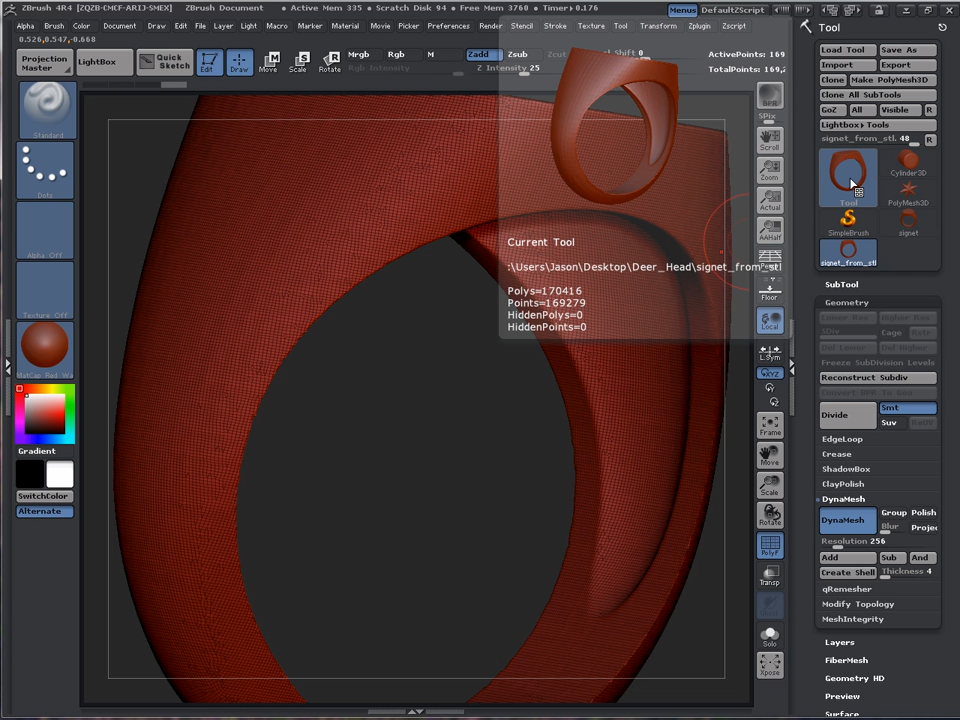 ZBrush 4R4 [ZQZB-CMCF-ARIJ-SMEX] ZBrush Document • Active Mem 335 • Scratch Disk 94 • Free Mem 3760 • Timer▸0.176 Menus DefaultZScript
Alpha Brush Color Document Draw Edit File Layer Light Macro Marker Material Movie Picker Preferences Render Stencil Stroke Texture Tool Transform Zplugin Zscript
0.526,0.547,-0.668
Projection Master
LightBox
Quick Sketch
Edit Draw Move Scale Rotate
Mrgb Rgb M
Rgb Intensity
Zadd Zsub Zcut
Z Intensity 25
Shift 0
ActivePoints: 169
TotalPoints: 169,
Standard
Dots
Alpha Off
Texture Off
MatCap Red Wa
Gradient
SwitchColor
Alternate
Current Tool
:\Users\Jason\Desktop\Deer_Head\signet_from_stl
Polys=170416
Points=169279
HiddenPolys=0
HiddenPoints=0
BPR
SPix
Scroll
Zoom
Actual
AAHalf
Persp
Floor
Local
L.Sym
XYZ
Frame
Move
Scale
Rotate
PolyF
Transp
Solo
Xpose
Tool
Load Tool Save As
Import Export
Clone Make PolyMesh3D
Clone All SubTools
GoZ All Visible R
Lightbox▸Tools
signet_from_stl. 48 R
Tool
Cylinder3D
PolyMesh3D
SimpleBrush signet
signet_from_stl
SubTool
Geometry
Lower Res Higher Res
SDiv Cage Rstr
Del Lower Del Higher
Freeze SubDivision Levels
Reconstruct Subdiv
Convert BPR To Geo
Divide Smt
Suv
EdgeLoop
Crease
ShadowBox
ClayPolish
DynaMesh
DynaMesh Group Polish
Blur Projec
Resolution 256
Add Sub And
Create Shell Thickness 4
qRemesher
Modify Topology
MeshIntegrity
Layers
FiberMesh
Geometry HD
Preview
Surface